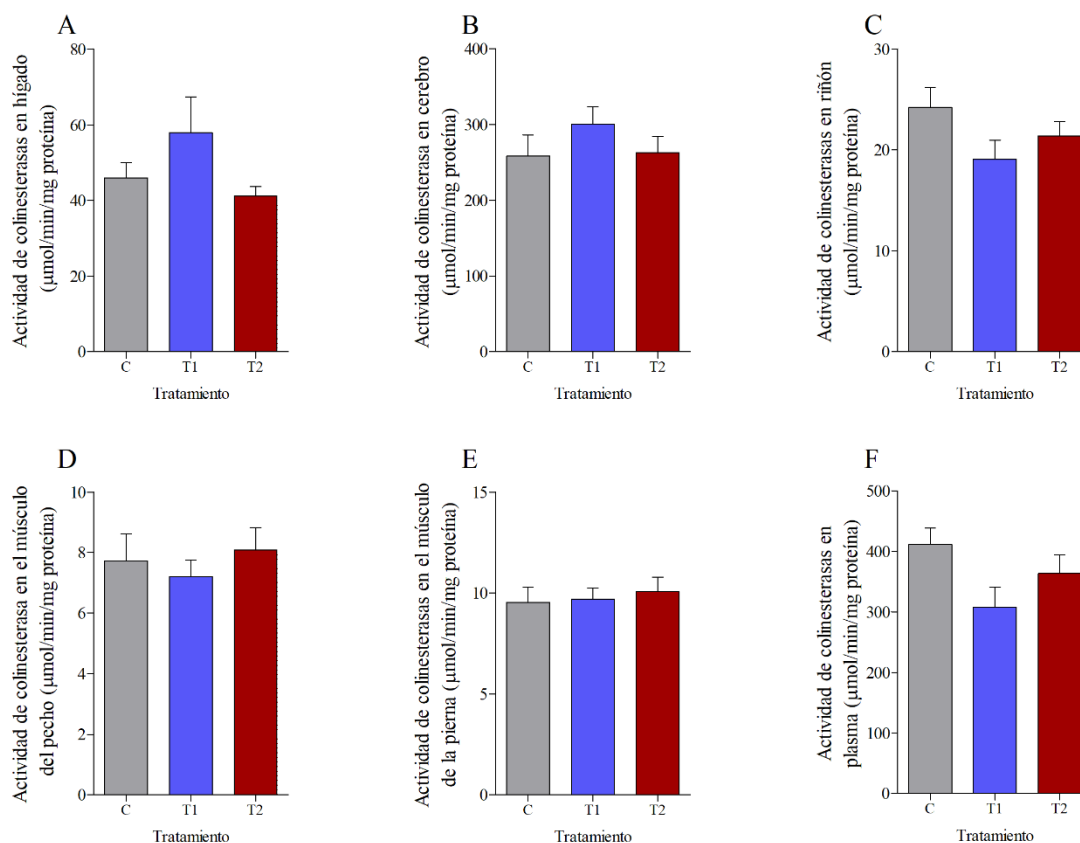 A
Actividad de colinesterasas en hígado
(µmol/min/mg proteína)
80
60
40
20
0
C T1 T2
Tratamiento
B
Actividad de colinesterasa en cerebro
(µmol/min/mg proteína)
400
300
200
100
0
C T1 T2
Tratamiento
C
Actividad de colinesterasas en riñón
(µmol/min/mg proteína)
30
20
10
0
C T1 T2
Tratamiento
D
Actividad de colinesterasa en el músculo
del pecho (µmol/min/mg proteína)
10
8
6
4
2
0
C T1 T2
Tratamiento
E
Actividad de colinesterasas en el músculo
de la pierna (µmol/min/mg proteína)
15
10
5
0
C T1 T2
Tratamiento
F
Actividad de colinesterasas en
plasma (µmol/min/mg proteína)
500
400
300
200
100
0
C T1 T2
Tratamiento